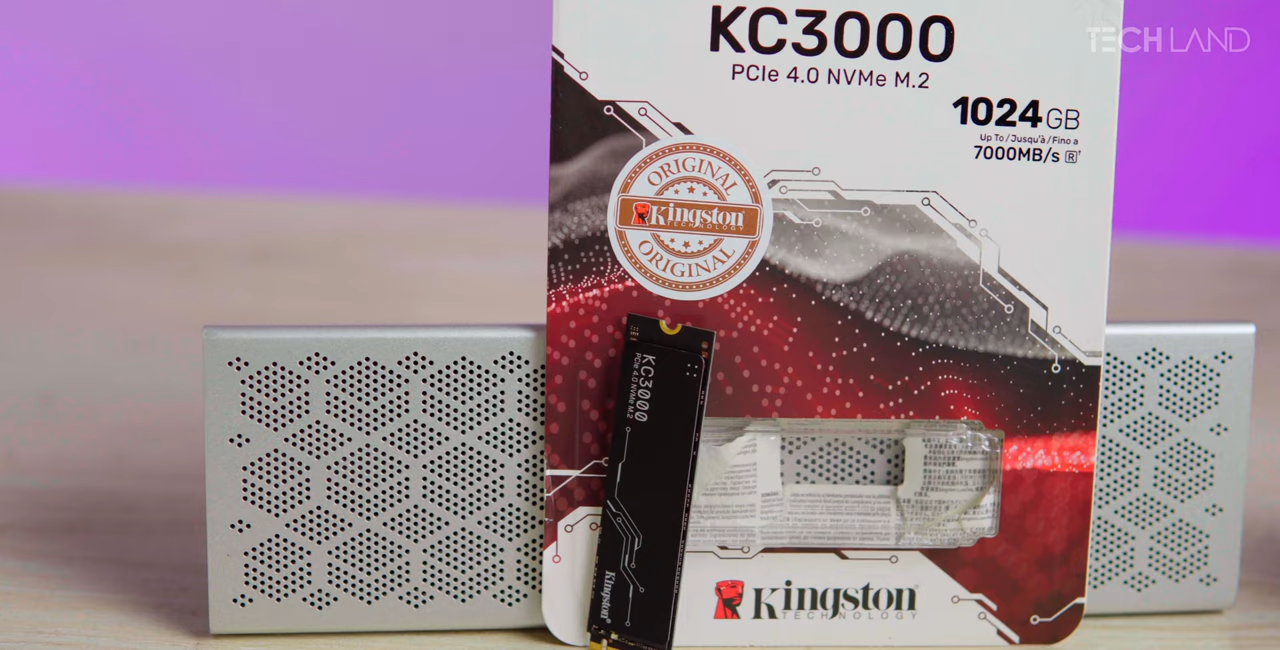 TECHLAND
KC3000
PCIe 4.0 NVMe M.2
1024GB
Up To / Jusqu'à / Fino a
7000MB/s R†
ORIGINAL
Kingston
TECHNOLOGY
ORIGINAL
KC3000
PCIe 4.0 NVMe M.2
Kingston
Kingston
TECHNOLOGY